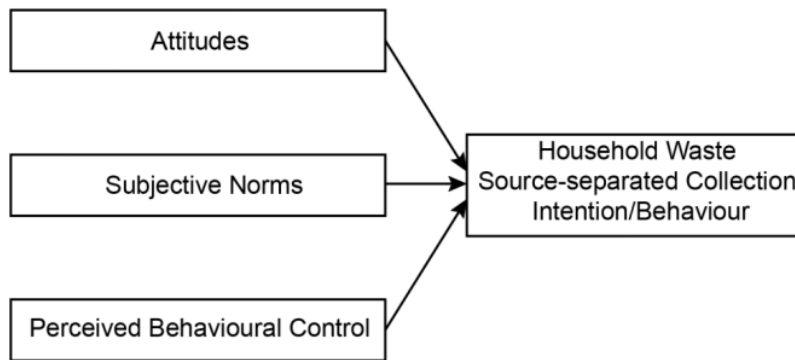 Attitudes
Subjective Norms
Perceived Behavioural Control
Household Waste
Source-separated Collection
Intention/Behaviour